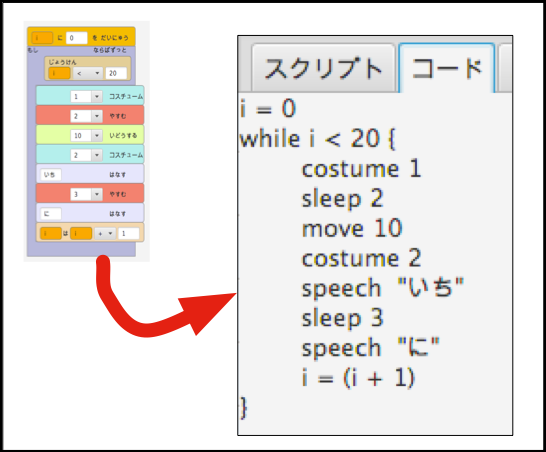 i に 0 を だいにゅう
もし ならばずっと
じょうけん
i < 20
1 コスチューム
2 やすむ
10 いどうする
2 コスチューム
いち はなす
3 やすむ
に はなす
i は i + 1
スクリプト コード
i = 0
while i < 20 {
costume 1
sleep 2
move 10
costume 2
speech "いち"
sleep 3
speech "に"
i = (i + 1)
}